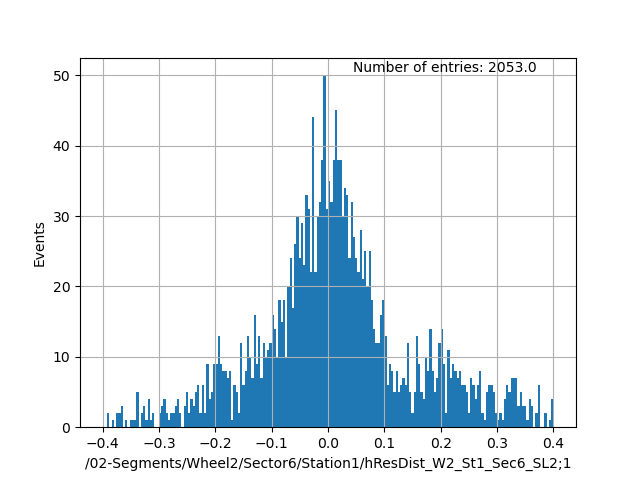 Number of entries: 2053.0
50
40
30
20
10
0
Events
−0.4 −0.3 −0.2 −0.1 0.0 0.1 0.2 0.3 0.4
/02-Segments/Wheel2/Sector6/Station1/hResDist_W2_St1_Sec6_SL2;1